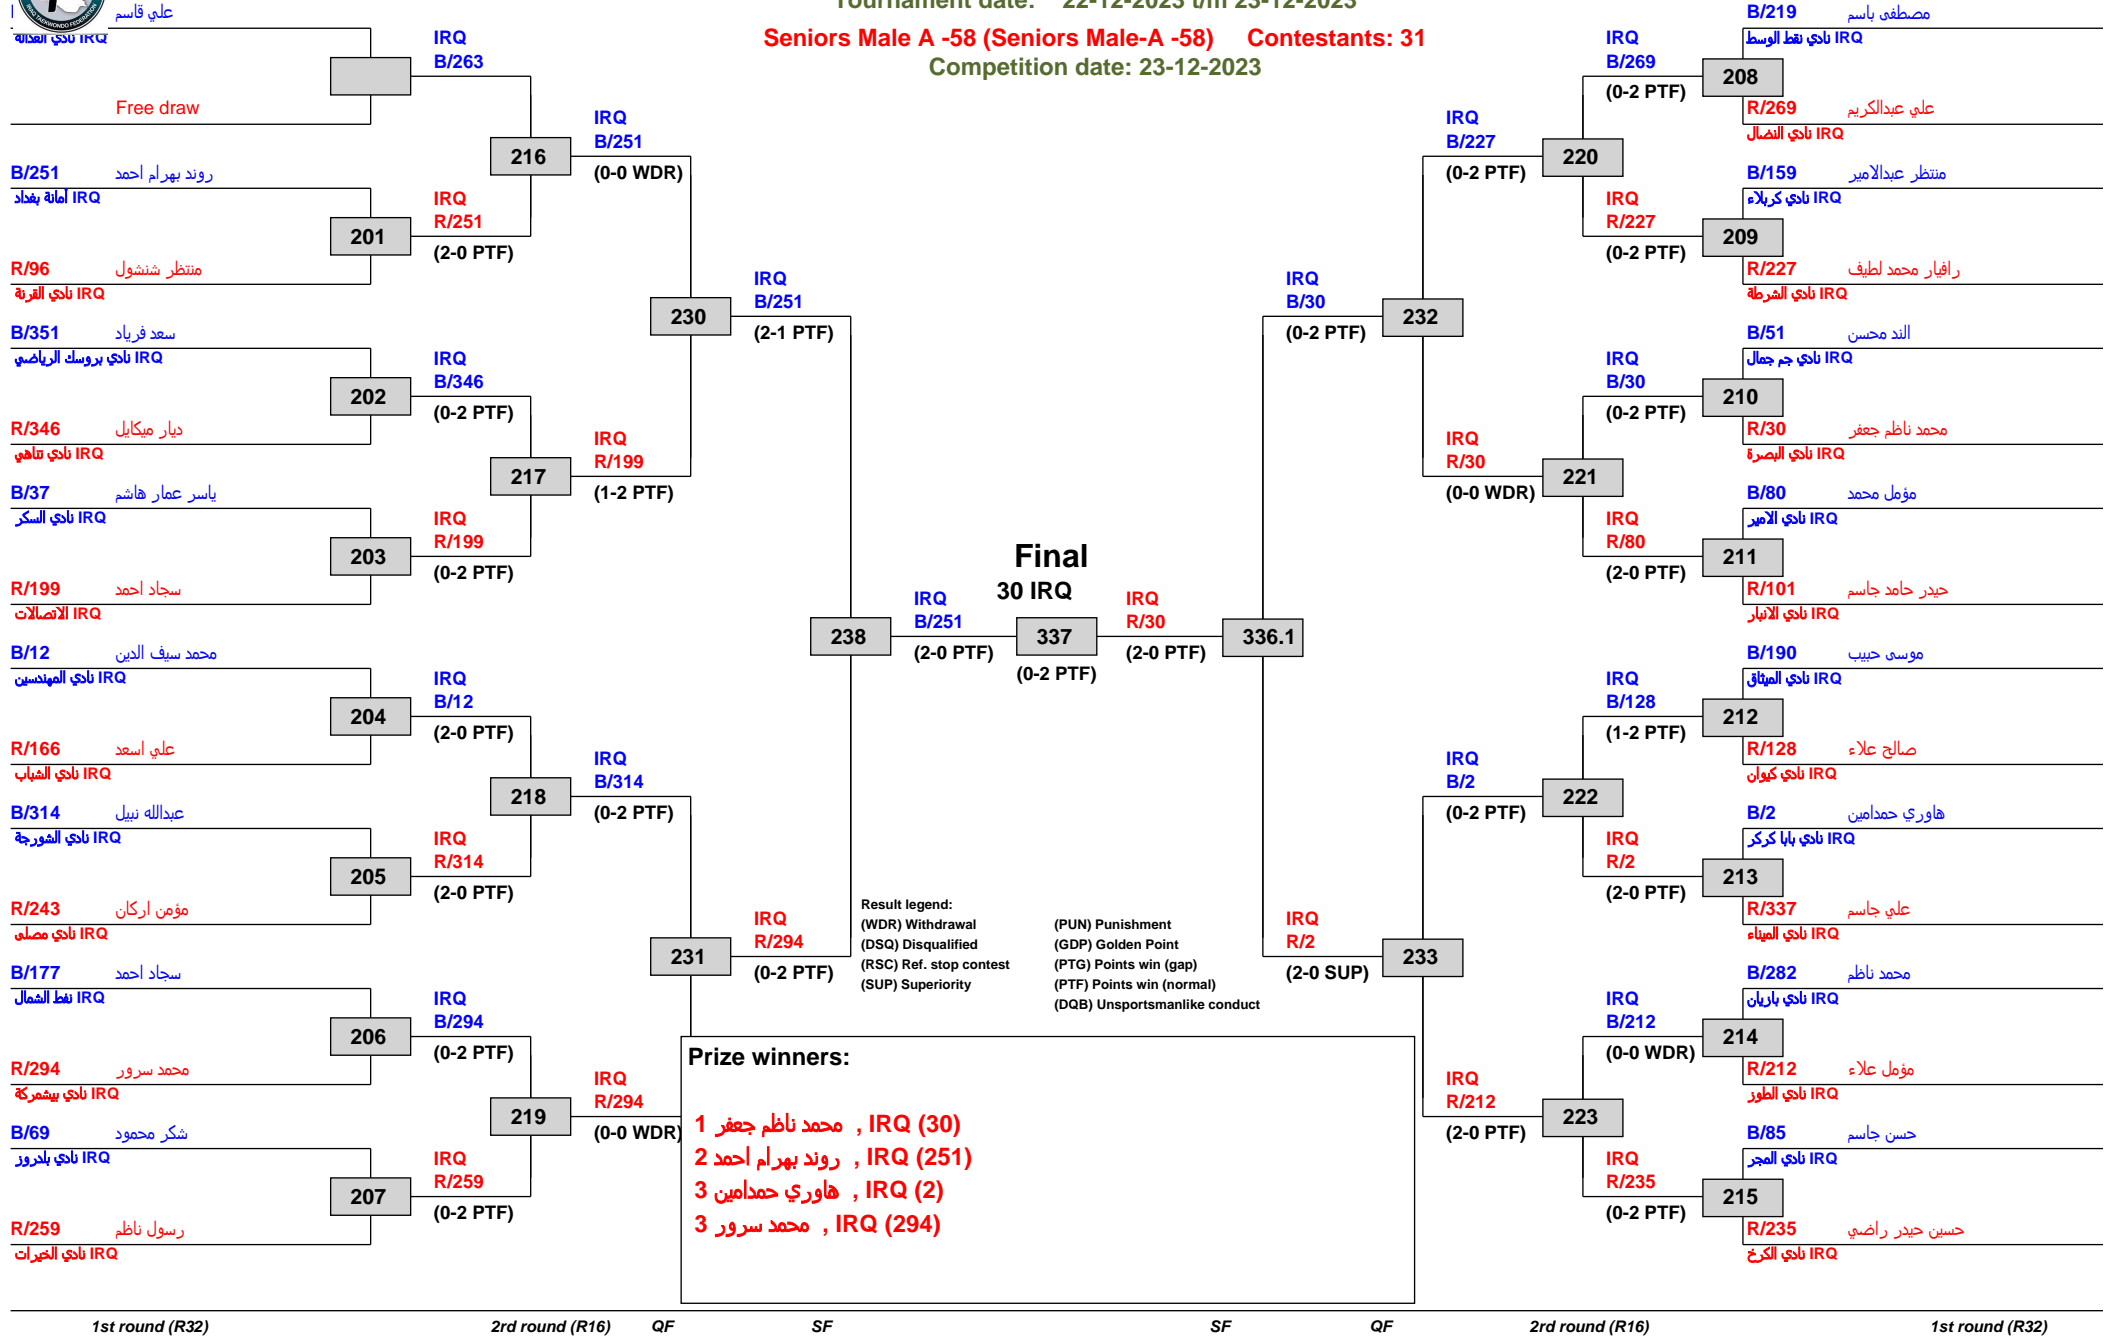 IRAQ TAEKWONDO FEDERATION
Tournament date: 22-12-2023 t/m 23-12-2023
Seniors Male A -58 (Seniors Male-A -58) Contestants: 31
Competition date: 23-12-2023
علي قاسم
IRQ نادي العدالة
Free draw
B/251 روند بهرام احمد
IRQ أمانة بغداد
201
R/96 منتظر شنشول
IRQ نادي القرنة
B/351 سعد فرياد
IRQ نادي بروسك الرياضي
202
R/346 ديار ميكايل
IRQ نادي تناهي
B/37 ياسر عمار هاشم
IRQ نادي السكر
203
R/199 سجاد احمد
IRQ الاتصالات
B/12 محمد سيف الدين
IRQ نادي المهندسين
204
R/166 علي اسعد
IRQ نادي الشباب
B/314 عبدالله نبيل
IRQ نادي الشورجة
205
R/243 مؤمن اركان
IRQ نادي مصلى
B/177 سجاد احمد
IRQ نفط الشمال
206
R/294 محمد سرور
IRQ نادي بيشمركة
B/69 شكر محمود
IRQ نادي بلدروز
207
R/259 رسول ناظم
IRQ نادي الخيرات
IRQ
B/263
216
IRQ
R/251
(2-0 PTF)
IRQ
B/346
(0-2 PTF)
217
IRQ
R/199
(0-2 PTF)
IRQ
B/12
(2-0 PTF)
218
IRQ
R/314
(2-0 PTF)
IRQ
B/294
(0-2 PTF)
219
IRQ
R/259
(0-2 PTF)
IRQ
B/251
(0-0 WDR)
230
IRQ
R/199
(1-2 PTF)
IRQ
B/314
(0-2 PTF)
231
IRQ
R/294
(0-0 WDR)
IRQ
B/251
(2-1 PTF)
238
IRQ
R/294
(0-2 PTF)
IRQ
B/251
(2-0 PTF)
Final
30 IRQ
337
(0-2 PTF)
IRQ
R/30
(2-0 PTF)
336.1
IRQ
B/30
(0-2 PTF)
IRQ
R/2
(2-0 SUP)
IRQ
B/227
(0-2 PTF)
232
IRQ
R/30
(0-0 WDR)
IRQ
B/2
(0-2 PTF)
233
IRQ
R/212
(2-0 PTF)
IRQ
B/269
(0-2 PTF)
220
IRQ
R/227
(0-2 PTF)
IRQ
B/30
(0-2 PTF)
221
IRQ
R/80
(2-0 PTF)
IRQ
B/128
(1-2 PTF)
222
IRQ
R/2
(2-0 PTF)
IRQ
B/212
(0-0 WDR)
223
IRQ
R/235
(0-2 PTF)
B/219 مصطفى باسم
IRQ نادي نفط الوسط
208
R/269 علي عبدالكريم
IRQ نادي النضال
B/159 منتظر عبدالامير
IRQ نادي كربلاء
209
R/227 رافيار محمد لطيف
IRQ نادي الشرطة
B/51 الند محسن
IRQ نادي جم جمال
210
R/30 محمد ناظم جعفر
IRQ نادي البصرة
B/80 مؤمل محمد
IRQ نادي الامير
211
R/101 حيدر حامد جاسم
IRQ نادي الانبار
B/190 موسى حبيب
IRQ نادي الميثاق
212
R/128 صالح علاء
IRQ نادي كيوان
B/2 هاوري حمدامين
IRQ نادي بابا كركر
213
R/337 علي جاسم
IRQ نادي الميناء
B/282 محمد ناظم
IRQ نادي باريان
214
R/212 مؤمل علاء
IRQ نادي الطوز
B/85 حسن جاسم
IRQ نادي المجر
215
R/235 حسين حيدر راضي
IRQ نادي الكرخ
Result legend:
(WDR) Withdrawal (PUN) Punishment
(DSQ) Disqualified (GDP) Golden Point
(RSC) Ref. stop contest (PTG) Points win (gap)
(SUP) Superiority (PTF) Points win (normal)
(DQB) Unsportsmanlike conduct
Prize winners:
1 محمد ناظم جعفر , IRQ (30)
2 روند بهرام احمد , IRQ (251)
3 هاوري حمدامين , IRQ (2)
3 محمد سرور , IRQ (294)
1st round (R32) 2rd round (R16) QF SF SF QF 2rd round (R16) 1st round (R32)